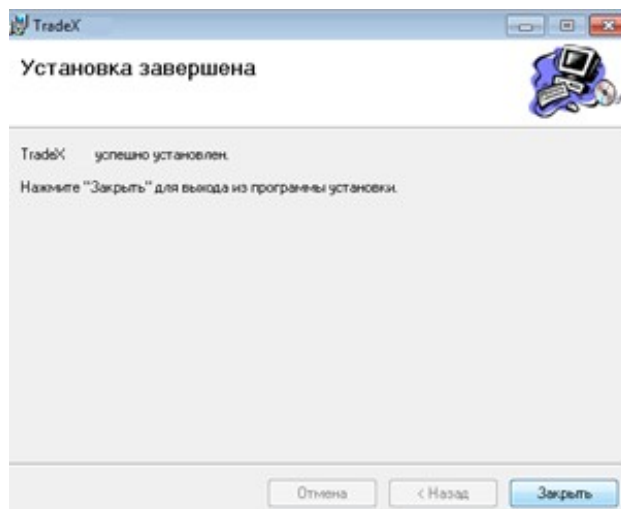 TradeX
Установка завершена
TradeX успешно установлен.
Нажмите "Закрыть" для выхода из программы установки.
Отмена
< Назад
Закрыть